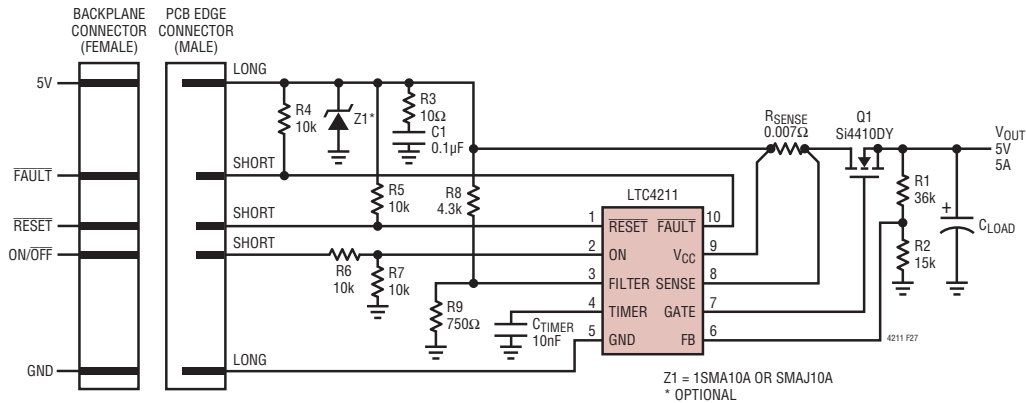 BACKPLANE
CONNECTOR
(FEMALE)
PCB EDGE
CONNECTOR
(MALE)
5V
FAULT
RESET
ON/OFF
GND
LONG
SHORT
SHORT
SHORT
LONG
R4
10k
Z1*
R3
10Ω
C1
0.1µF
R5
10k
R8
4.3k
R6
10k
R7
10k
R9
750Ω
CTIMER
10nF
LTC4211
1 RESET FAULT 10
2 ON VCC 9
3 FILTER SENSE 8
4 TIMER GATE 7
5 GND FB 6
RSENSE
0.007Ω
Q1
Si4410DY
VOUT
5V
5A
R1
36k
R2
15k
+
CLOAD
4211 F27
Z1 = 1SMA10A OR SMAJ10A
* OPTIONAL